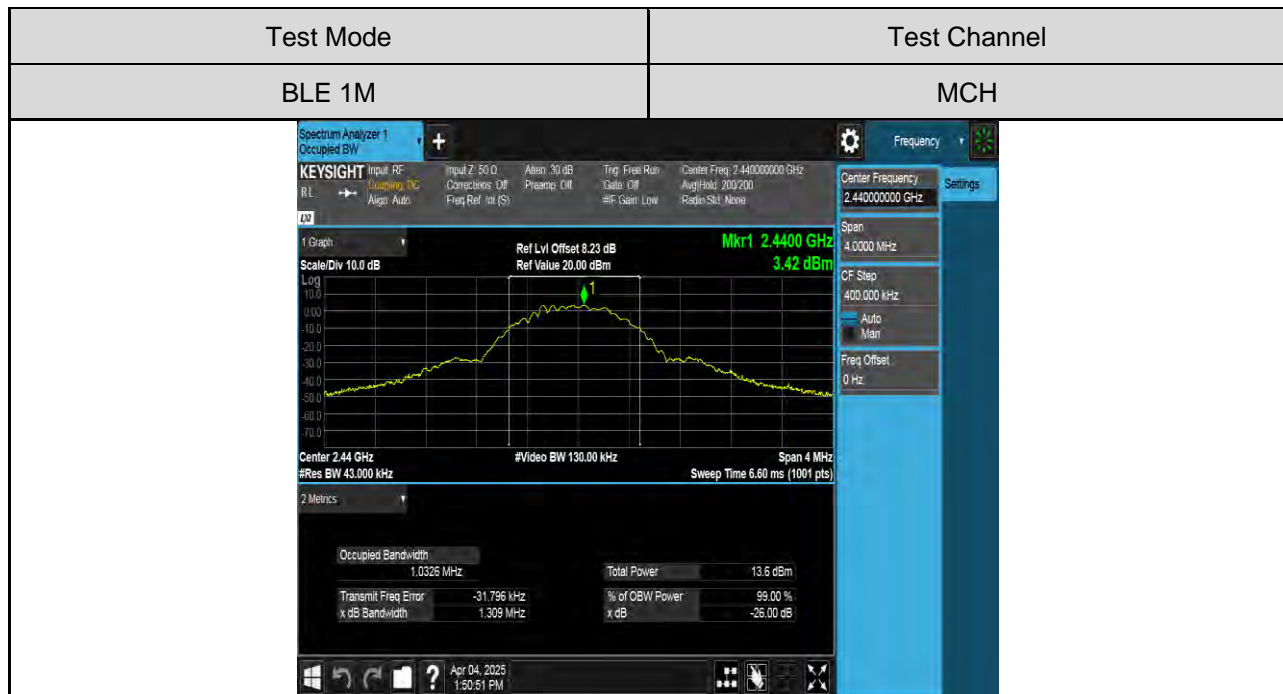 Test Mode
Test Channel
BLE 1M
MCH
Spectrum Analyzer 1
Occupied BW
+
Frequency
KEYSIGHT
Input: RF
Input Z: 50 Ω
Atten: 30 dB
Trig: Free Run
Center Freq: 2.440000000 GHz
RL
Coupling: DC
Corrections: Off
Preamp: Off
Gate: Off
Avg|Hold: 200/200
Align: Auto
Freq Ref: Int (S)
#IF Gain: Low
Radio Std: None
Center Frequency
2.440000000 GHz
Settings
Span
4.0000 MHz
CF Step
400.000 kHz
Auto
Man
Freq Offset
0 Hz
1 Graph
Ref Lvl Offset 8.23 dB
Mkr1 2.4400 GHz
Scale/Div 10.0 dB
Ref Value 20.00 dBm
3.42 dBm
Log
1
10.0
0.00
-10.0
-20.0
-30.0
-40.0
-50.0
-60.0
-70.0
Center 2.44 GHz
#Video BW 130.00 kHz
Span 4 MHz
#Res BW 43.000 kHz
Sweep Time 6.60 ms (1001 pts)
2 Metrics
Occupied Bandwidth
1.0326 MHz
Total Power
13.6 dBm
Transmit Freq Error
-31.796 kHz
% of OBW Power
99.00 %
x dB Bandwidth
1.309 MHz
x dB
-26.00 dB
?
Apr 04, 2025
1:50:51 PM